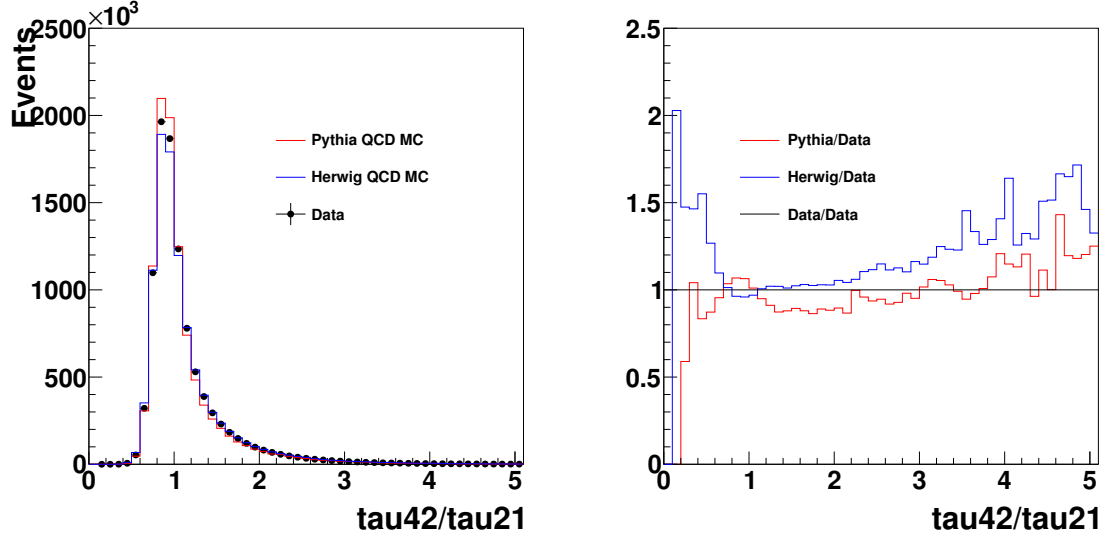 ×10³
Events
2500
2000
1500
1000
500
0
Pythia QCD MC
Herwig QCD MC
Data
0 1 2 3 4 5
tau42/tau21
2.5
2
1.5
1
0.5
0
Pythia/Data
Herwig/Data
Data/Data
0 1 2 3 4 5
tau42/tau21